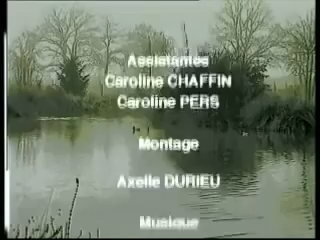 Assistantes
Caroline CHAFFIN
Caroline PERS
Montage
Axelle DURIEU
Musique